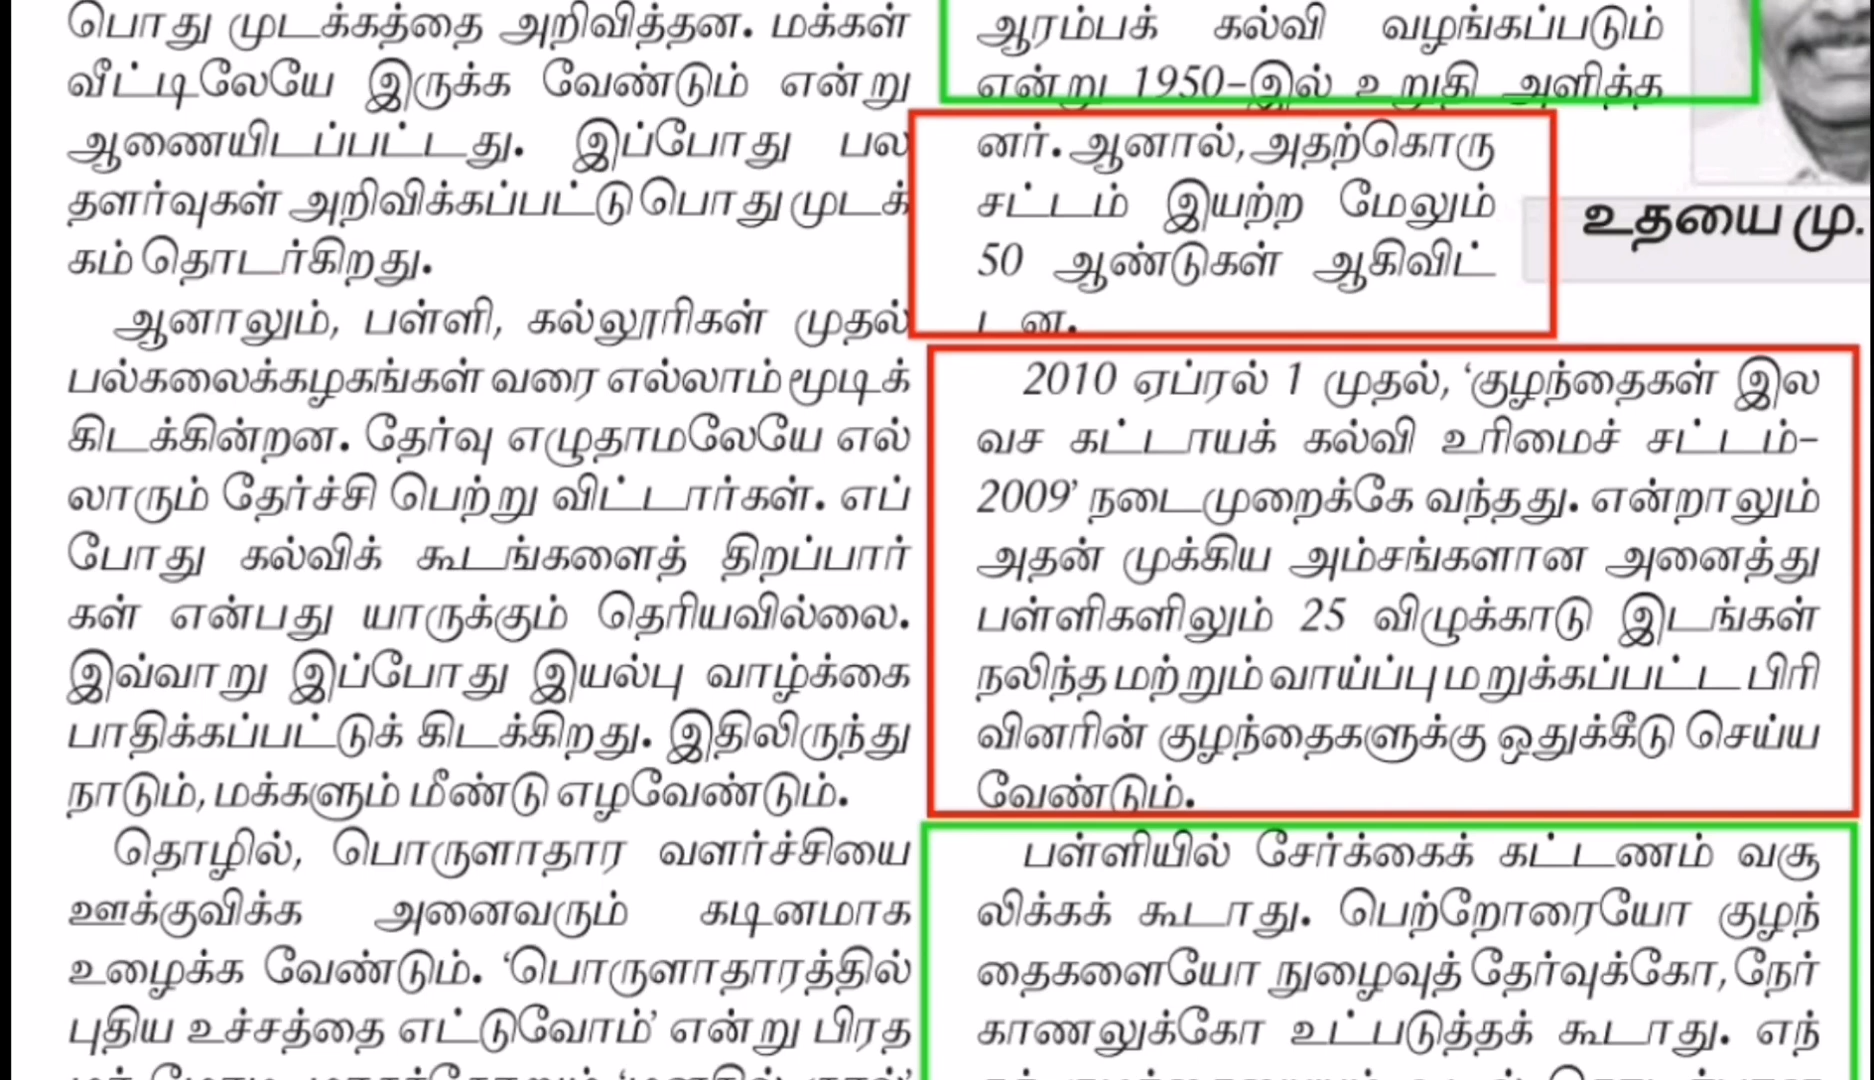 பொது முடக்கத்தை அறிவித்தன. மக்கள்
வீட்டிலேயே இருக்க வேண்டும் என்று
ஆணையிடப்பட்டது. இப்போது பல
தளர்வுகள் அறிவிக்கப்பட்டு பொது முடக்
கம் தொடர்கிறது.
ஆனாலும், பள்ளி, கல்லூரிகள் முதல்
பல்கலைக்கழகங்கள் வரை எல்லாம் மூடிக்
கிடக்கின்றன. தேர்வு எழுதாமலேயே எல்
லாரும் தேர்ச்சி பெற்று விட்டார்கள். எப்
போது கல்விக் கூடங்களைத் திறப்பார்
கள் என்பது யாருக்கும் தெரியவில்லை.
இவ்வாறு இப்போது இயல்பு வாழ்க்கை
பாதிக்கப்பட்டுக் கிடக்கிறது. இதிலிருந்து
நாடும், மக்களும் மீண்டு எழவேண்டும்.
தொழில், பொருளாதார வளர்ச்சியை
ஊக்குவிக்க அனைவரும் கடினமாக
உழைக்க வேண்டும். ‘பொருளாதாரத்தில்
புதிய உச்சத்தை எட்டுவோம்’ என்று பிரத
ஆரம்பக் கல்வி வழங்கப்படும்
என்று 1950-இல் உறுதி அளித்த
னர். ஆனால், அதற்கொரு
சட்டம் இயற்ற மேலும்
50 ஆண்டுகள் ஆகிவிட்
டன.
2010 ஏப்ரல் 1 முதல், ‘குழந்தைகள் இல
வச கட்டாயக் கல்வி உரிமைச் சட்டம்-
2009’ நடைமுறைக்கே வந்தது. என்றாலும்
அதன் முக்கிய அம்சங்களான அனைத்து
பள்ளிகளிலும் 25 விழுக்காடு இடங்கள்
நலிந்த மற்றும் வாய்ப்பு மறுக்கப்பட்ட பிரி
வினரின் குழந்தைகளுக்கு ஒதுக்கீடு செய்ய
வேண்டும்.
பள்ளியில் சேர்க்கைக் கட்டணம் வசூ
லிக்கக் கூடாது. பெற்றோரையோ குழந்
தைகளையோ நுழைவுத் தேர்வுக்கோ, நேர்
காணலுக்கோ உட்படுத்தக் கூடாது. எந்
உதயை மு.